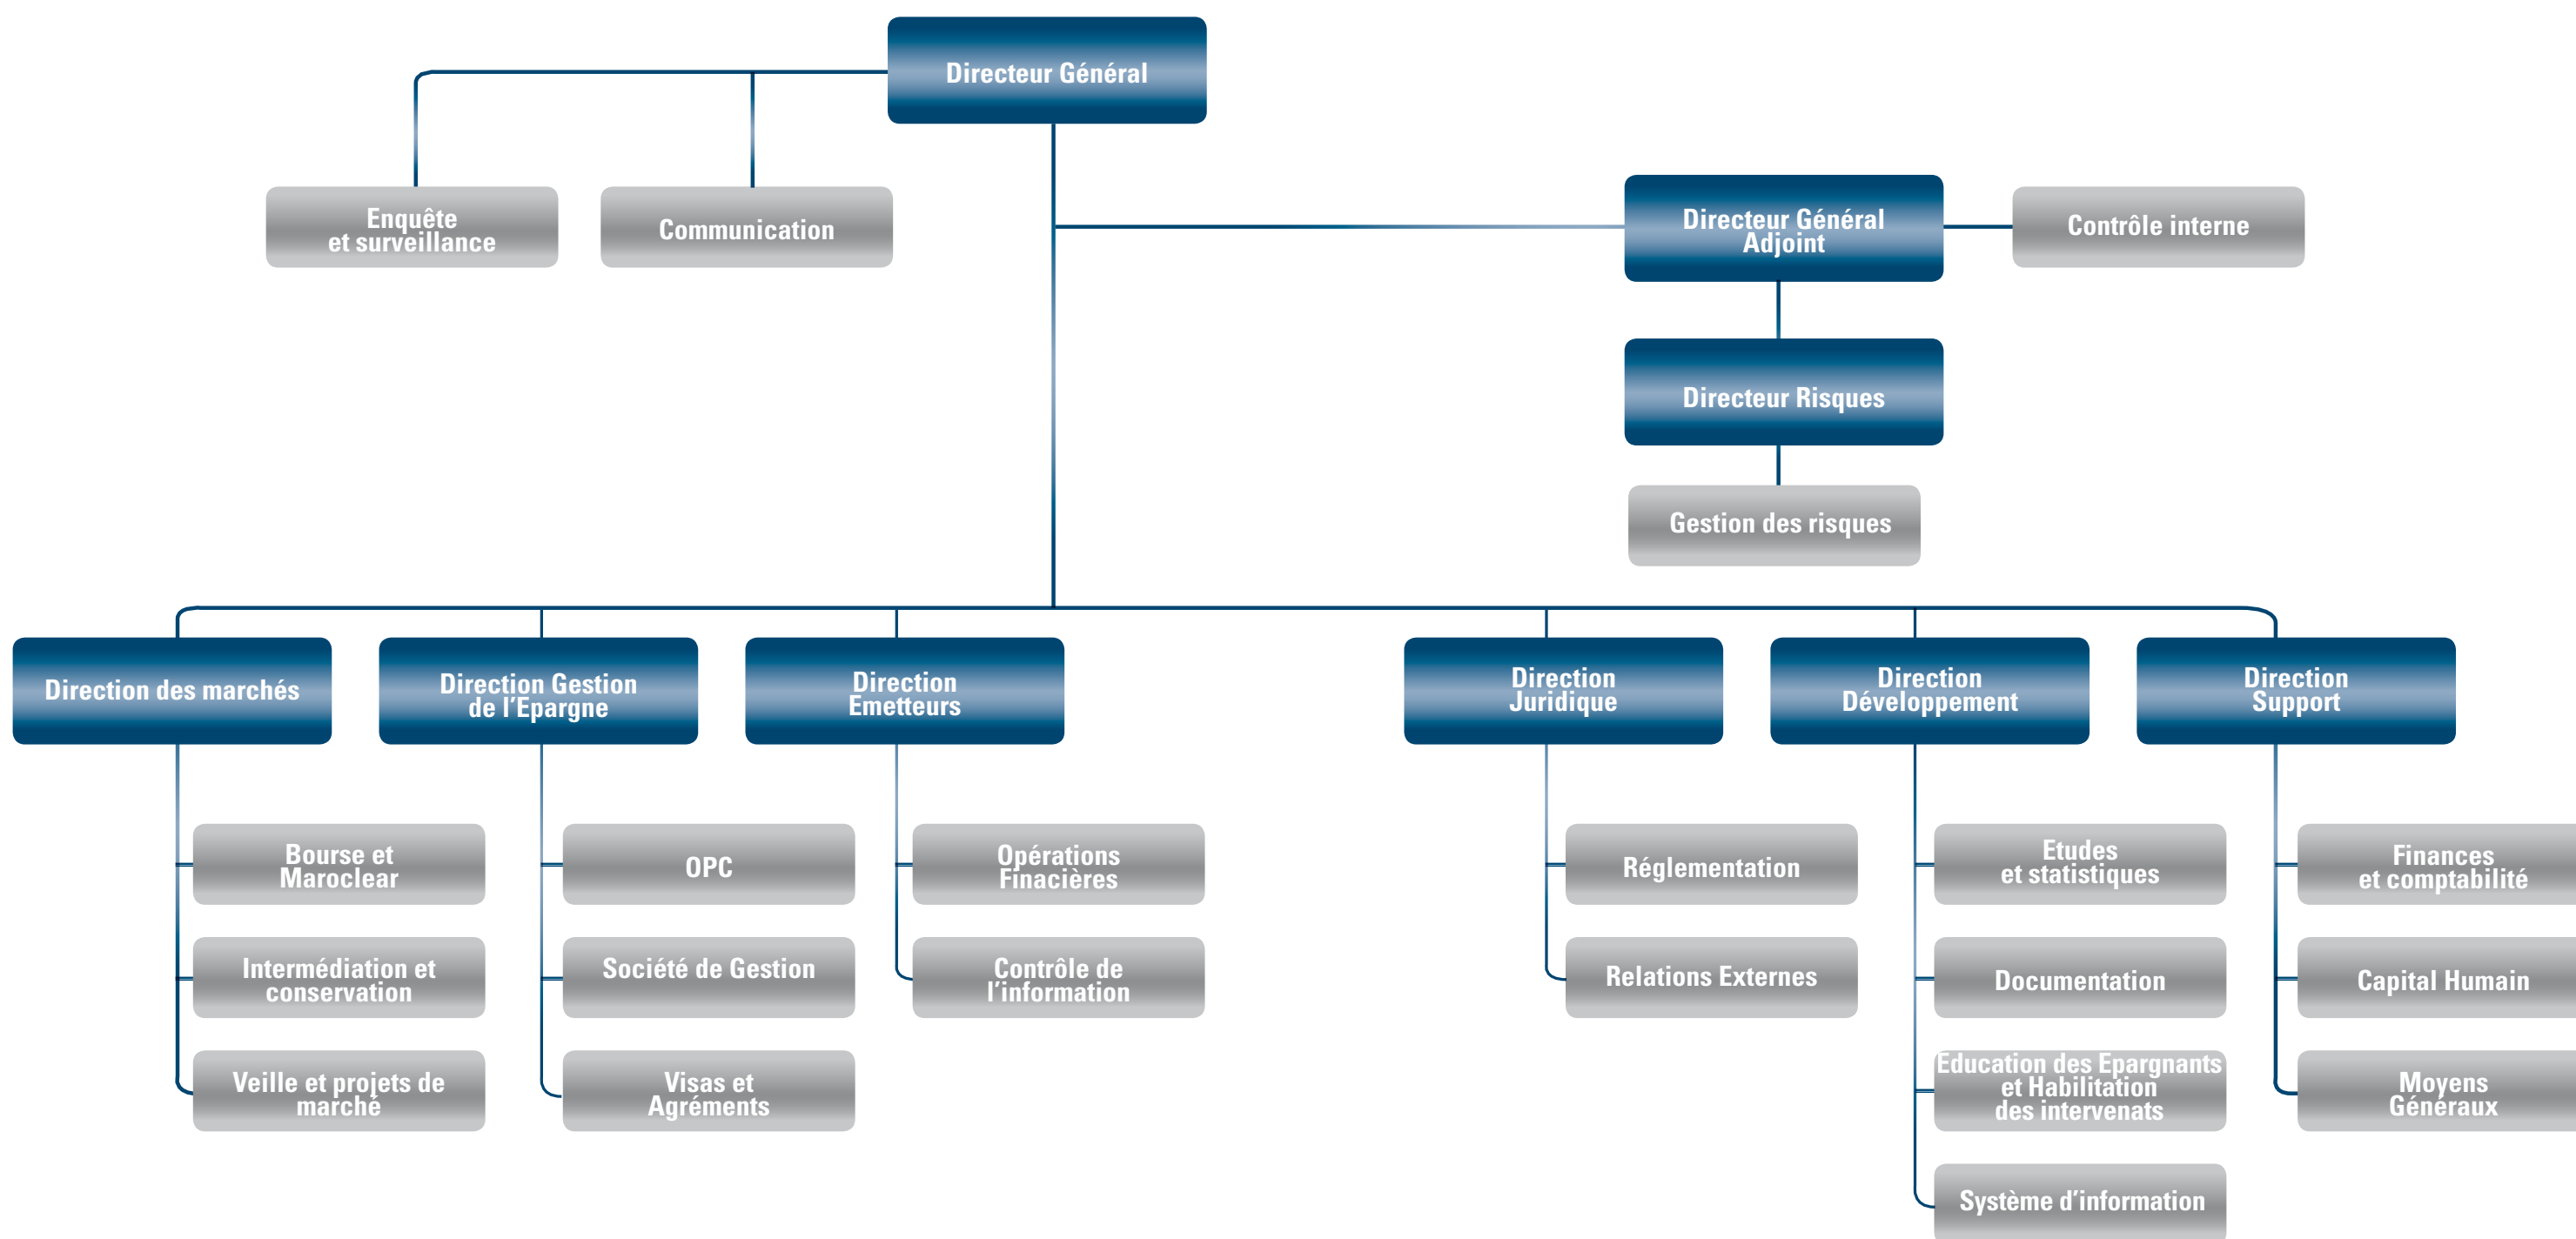 Directeur Général
Enquête
et surveillance
Communication
Directeur Général
Adjoint
Contrôle interne
Directeur Risques
Gestion des risques
Direction des marchés
Direction Gestion
de l'Epargne
Direction
Emetteurs
Direction
Juridique
Direction
Développement
Direction
Support
Bourse et
Maroclear
Intermédiation et
conservation
Veille et projets de
marché
OPC
Société de Gestion
Visas et
Agréments
Opérations
Finacières
Contrôle de
l'information
Réglementation
Relations Externes
Etudes
et statistiques
Documentation
Education des Epargnants
et Habilitation
des intervenats
Système d'information
Finances
et comptabilité
Capital Humain
Moyens
Généraux